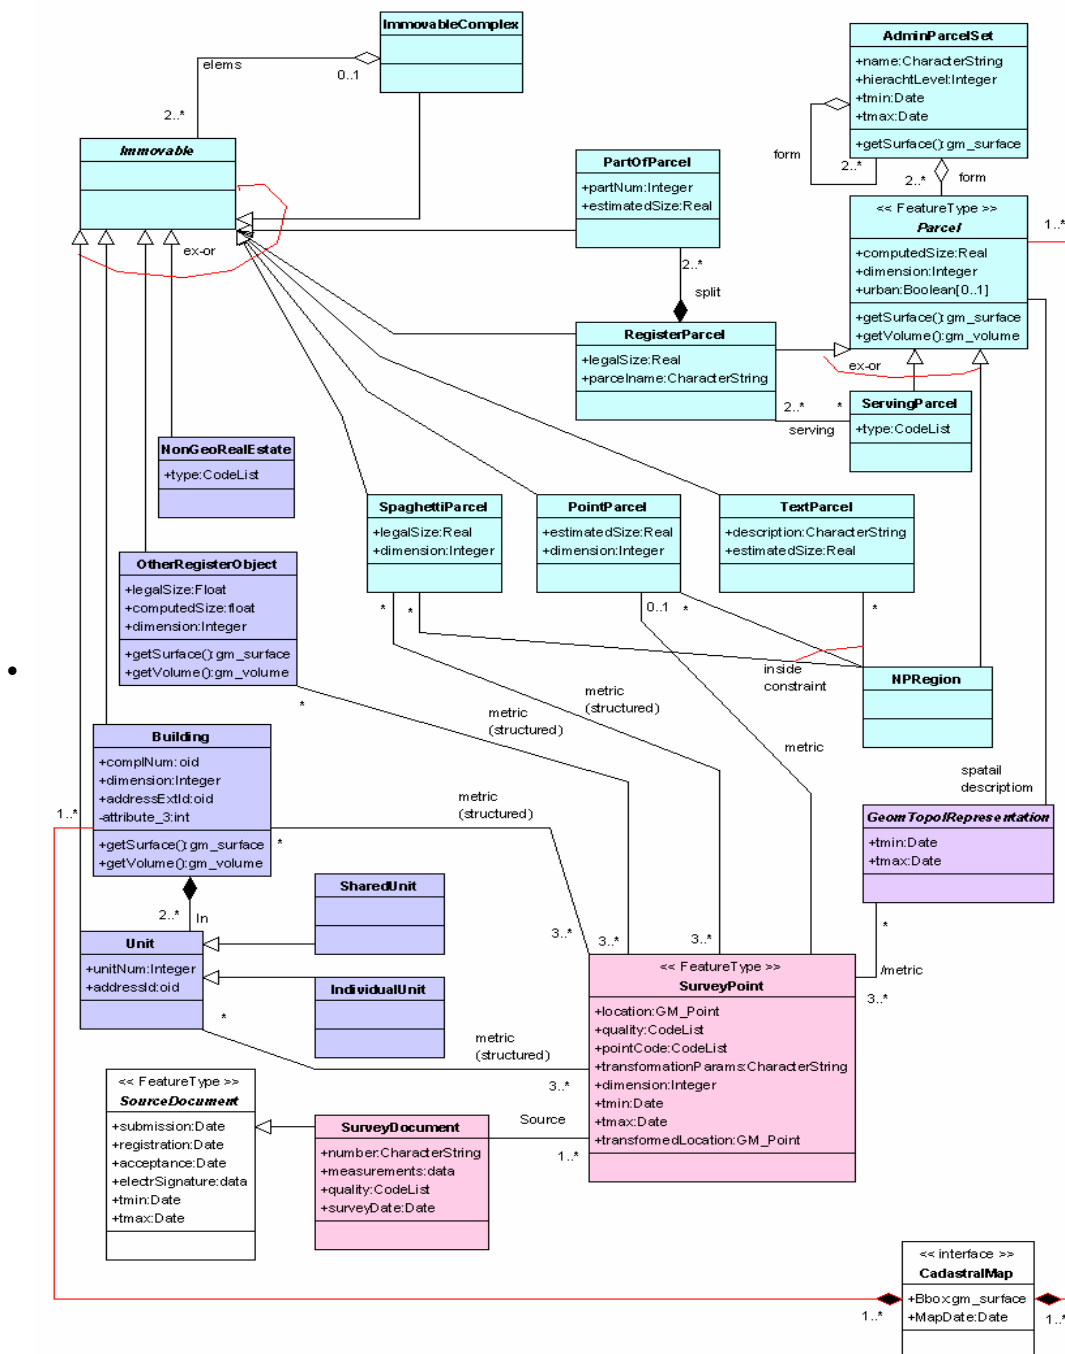 ImmovableComplex
elems
0..1
2..*
Immovable
ex-or
AdminParcelSet
+name:CharacterString
+hierachtLevel:Integer
+tmin:Date
+tmax:Date
+getSurface():gm_surface
form
2..*
2..*
form
PartOfParcel
+partNum:Integer
+estimatedSize:Real
2..*
split
<< FeatureType >>
Parcel
+computedSize:Real
+dimension:Integer
+urban:Boolean[0..1]
+getSurface():gm_surface
+getVolume():gm_volume
1..*
RegisterParcel
+legalSize:Real
+parcelname:CharacterString
ex-or
2..*
*
serving
ServingParcel
+type:CodeList
NonGeoRealEstate
+type:CodeList
SpaghettiParcel
+legalSize:Real
+dimension:Integer
PointParcel
+estimatedSize:Real
+dimension:Integer
TextParcel
+description:CharacterString
+estimatedSize:Real
*
*
0..1
*
*
OtherRegisterObject
+legalSize:Float
+computedSize:float
+dimension:Integer
+getSurface():gm_surface
+getVolume():gm_volume
*
inside
constraint
NPRegion
metric
(structured)
metric
(structured)
metric
•
Building
+complNum:oid
+dimension:Integer
+addressExtId:oid
-attribute_3:int
+getSurface():gm_surface
+getVolume():gm_volume
1..*
*
metric
(structured)
spatail
descriptiom
GeomTopolRepresentation
+tmin:Date
+tmax:Date
*
/metric
3..*
2..*
In
SharedUnit
Unit
+unitNum:Integer
+addressId:oid
*
IndividualUnit
3..*
3..*
3..*
<< FeatureType >>
SurveyPoint
+location:GM_Point
+quality:CodeList
+pointCode:CodeList
+transformationParams:CharacterString
+dimension:Integer
+tmin:Date
+tmax:Date
+transformedLocation:GM_Point
metric
(structured)
3..*
<< FeatureType >>
SourceDocument
+submission:Date
+registration:Date
+acceptance:Date
+electrSignature:data
+tmin:Date
+tmax:Date
SurveyDocument
+number:CharacterString
+measurements:data
+quality:CodeList
+surveyDate:Date
Source
1..*
<< interface >>
CadastralMap
+Bbox:gm_surface
+MapDate:Date
1..*
1..*